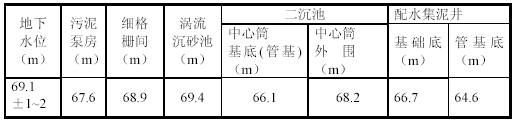 地下
水位
（m）
污泥
泵房
（m）
细格
栅间
（m）
涡流
沉砂池
（m）
二沉池
配水集泥井
中心筒
基底(管基)
（m）
中心筒
外 围
（m）
基础底
（m）
管基底
（m）
69.1
±1~2
67.6
68.9
69.4
66.1
68.2
66.7
64.6